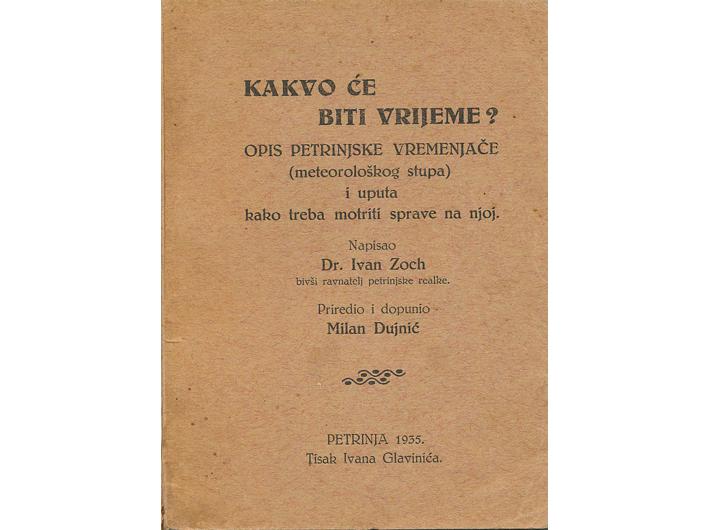 KAKVO ĆE
BITI VRIJEME?
OPIS PETRINJSKE VREMENJAČE
(meteorološkog stupa)
i uputa
kako treba motriti sprave na njoj.
Napisao
Dr. Ivan Zoch
bivši ravnatelj petrinjske realke.
Priredio i dopunio
Milan Dujnić
PETRINJA 1935.
Tisak Ivana Glavinića.